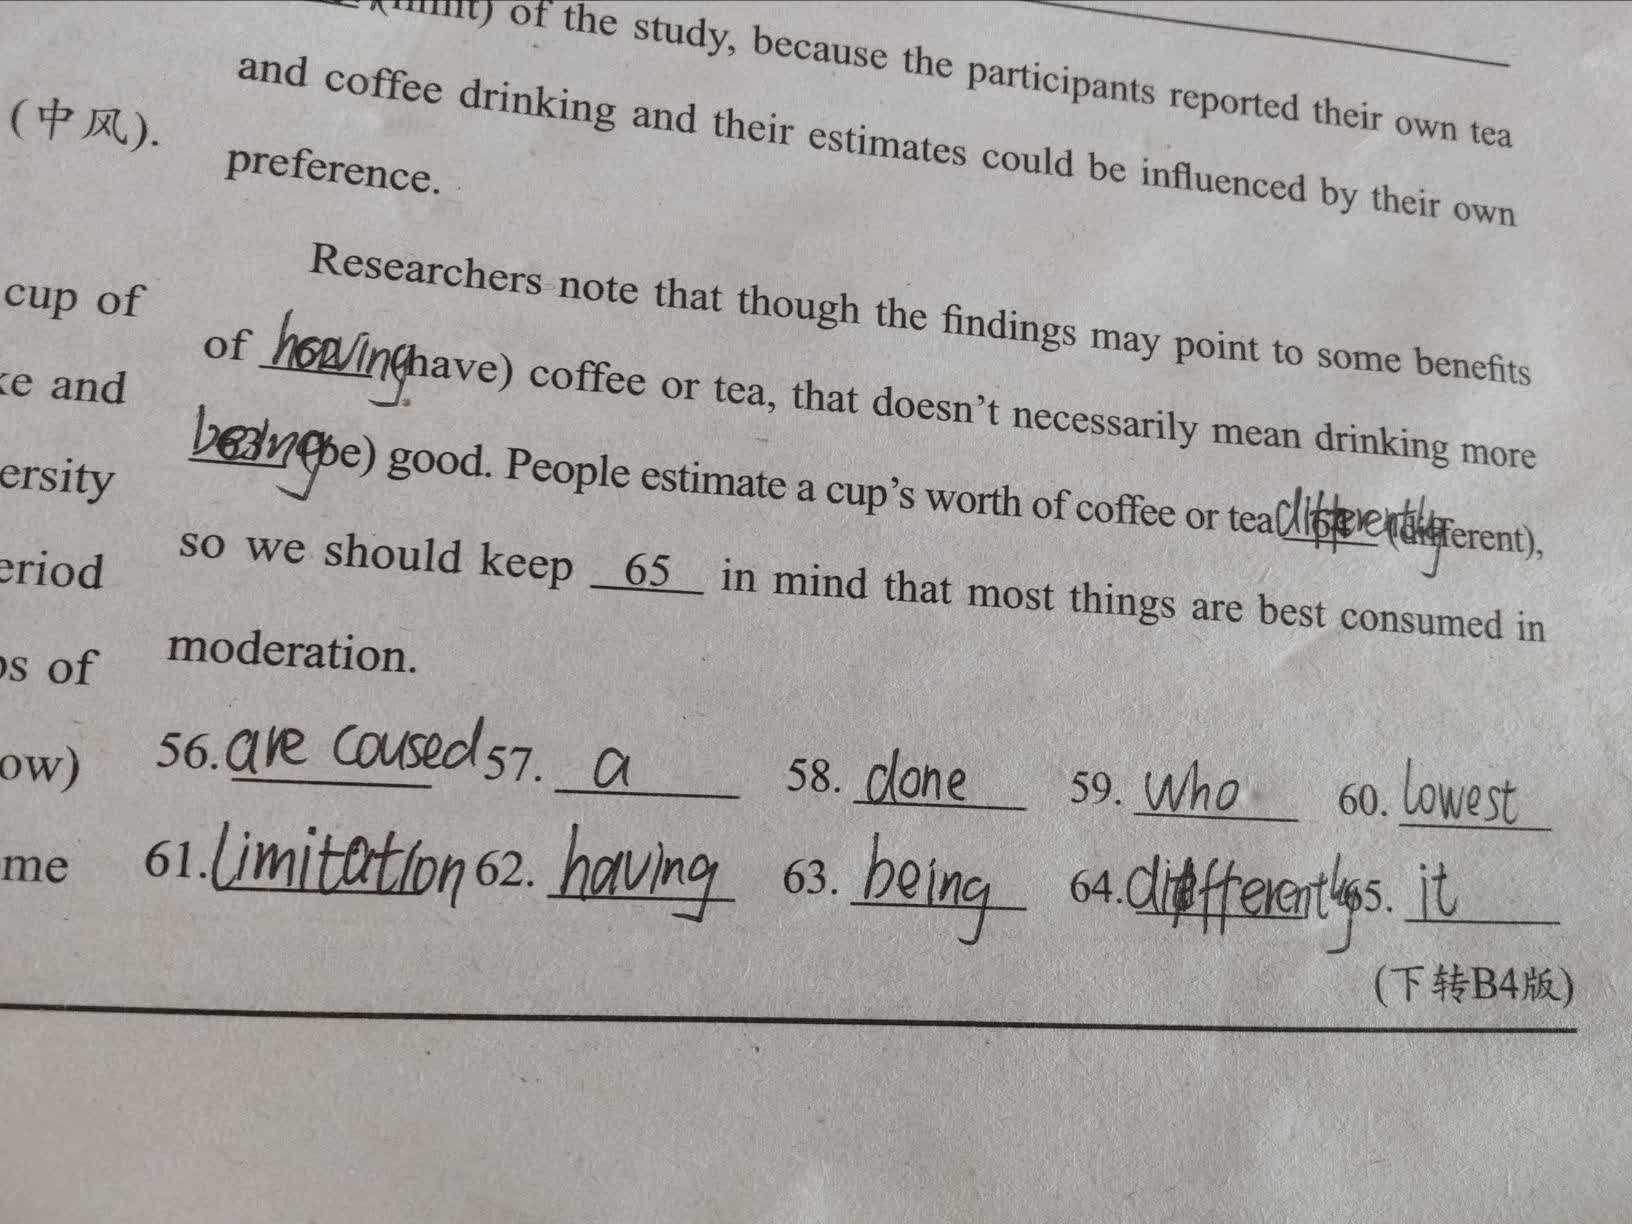 (limit) of the study, because the participants reported their own tea
and coffee drinking and their estimates could be influenced by their own
preference.
Researchers note that though the findings may point to some benefits
of having (have) coffee or tea, that doesn't necessarily mean drinking more
being (be) good. People estimate a cup's worth of coffee or tea differently (different),
so we should keep 65 in mind that most things are best consumed in
moderation.
(中风).
cup of
and
ersity
eriod
of
ow)
me
56. are caused 57. a 58. done 59. who 60. lowest
61. limitation 62. having 63. being 64. differently 65. it
(下转B4版)